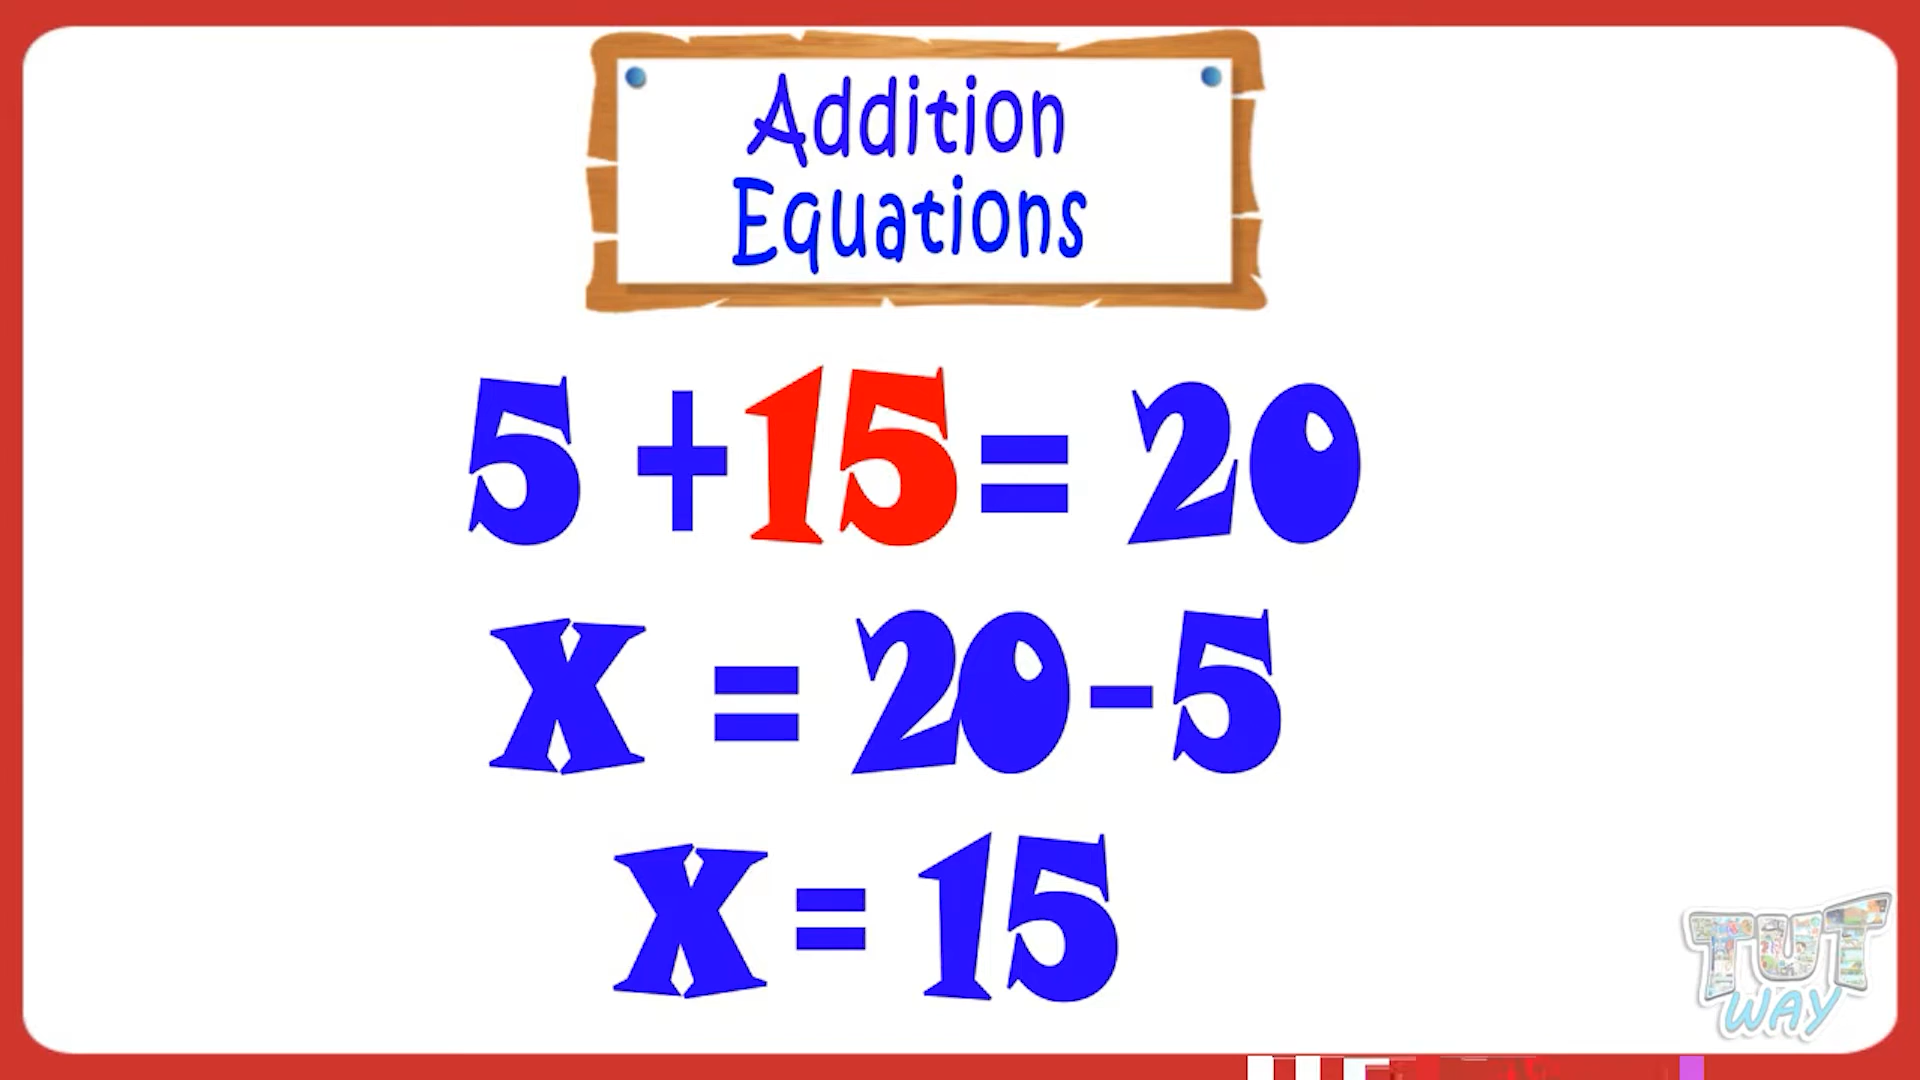 Addition
Equations
5 + 15 = 20
X = 20 - 5
X = 15
TUT
WAY